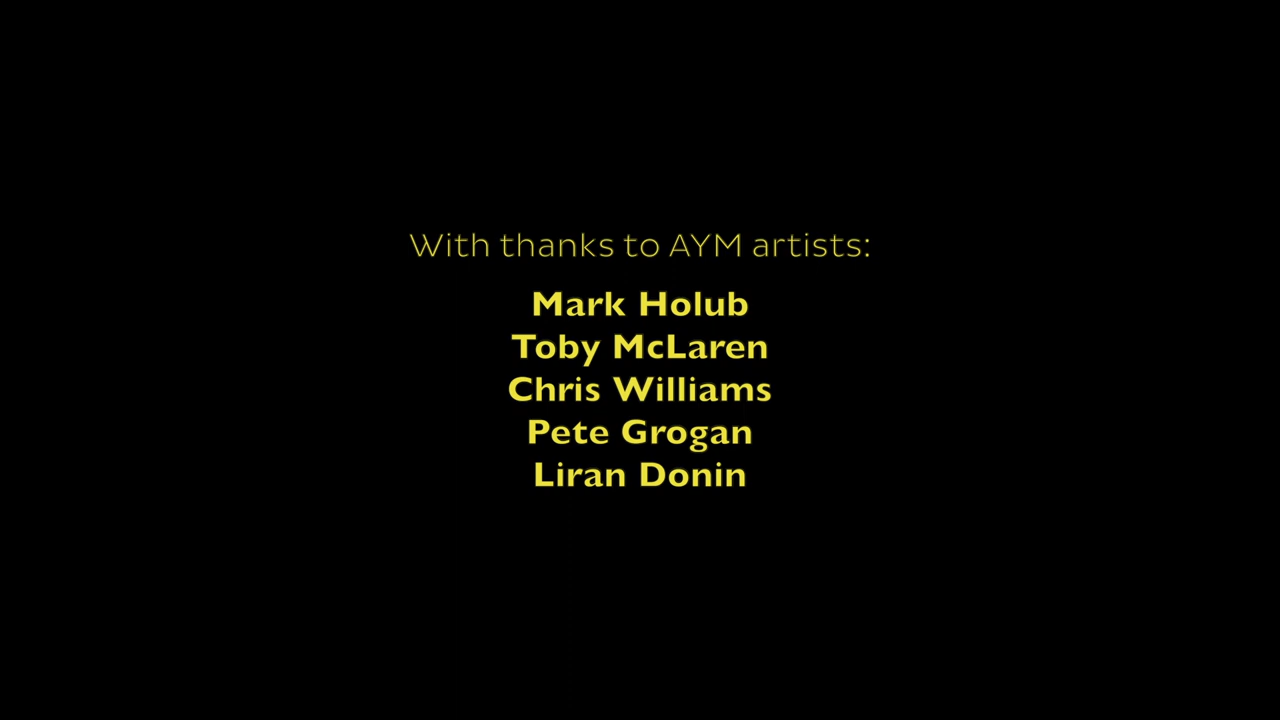 With thanks to AYM artists:
Mark Holub
Toby McLaren
Chris Williams
Pete Grogan
Liran Donin